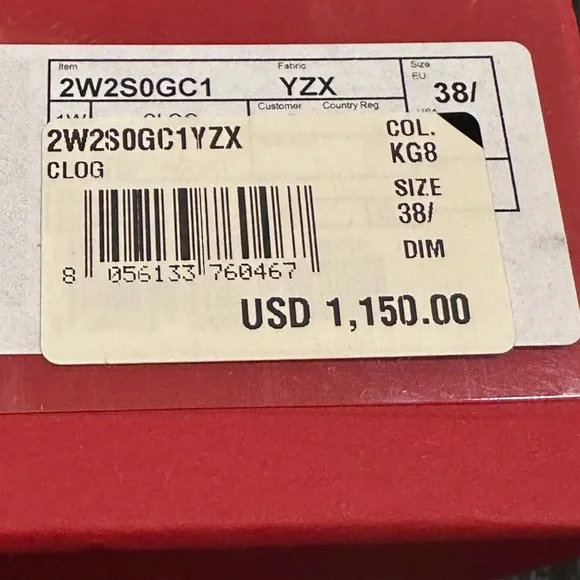 Item Fabric Size
2W2S0GC1 YZX EU 38/
Customer Country Reg
2W2S0GC1YZX COL.
KG8
CLOG
SIZE
38/
DIM
8 056133 760467
USD 1,150.00